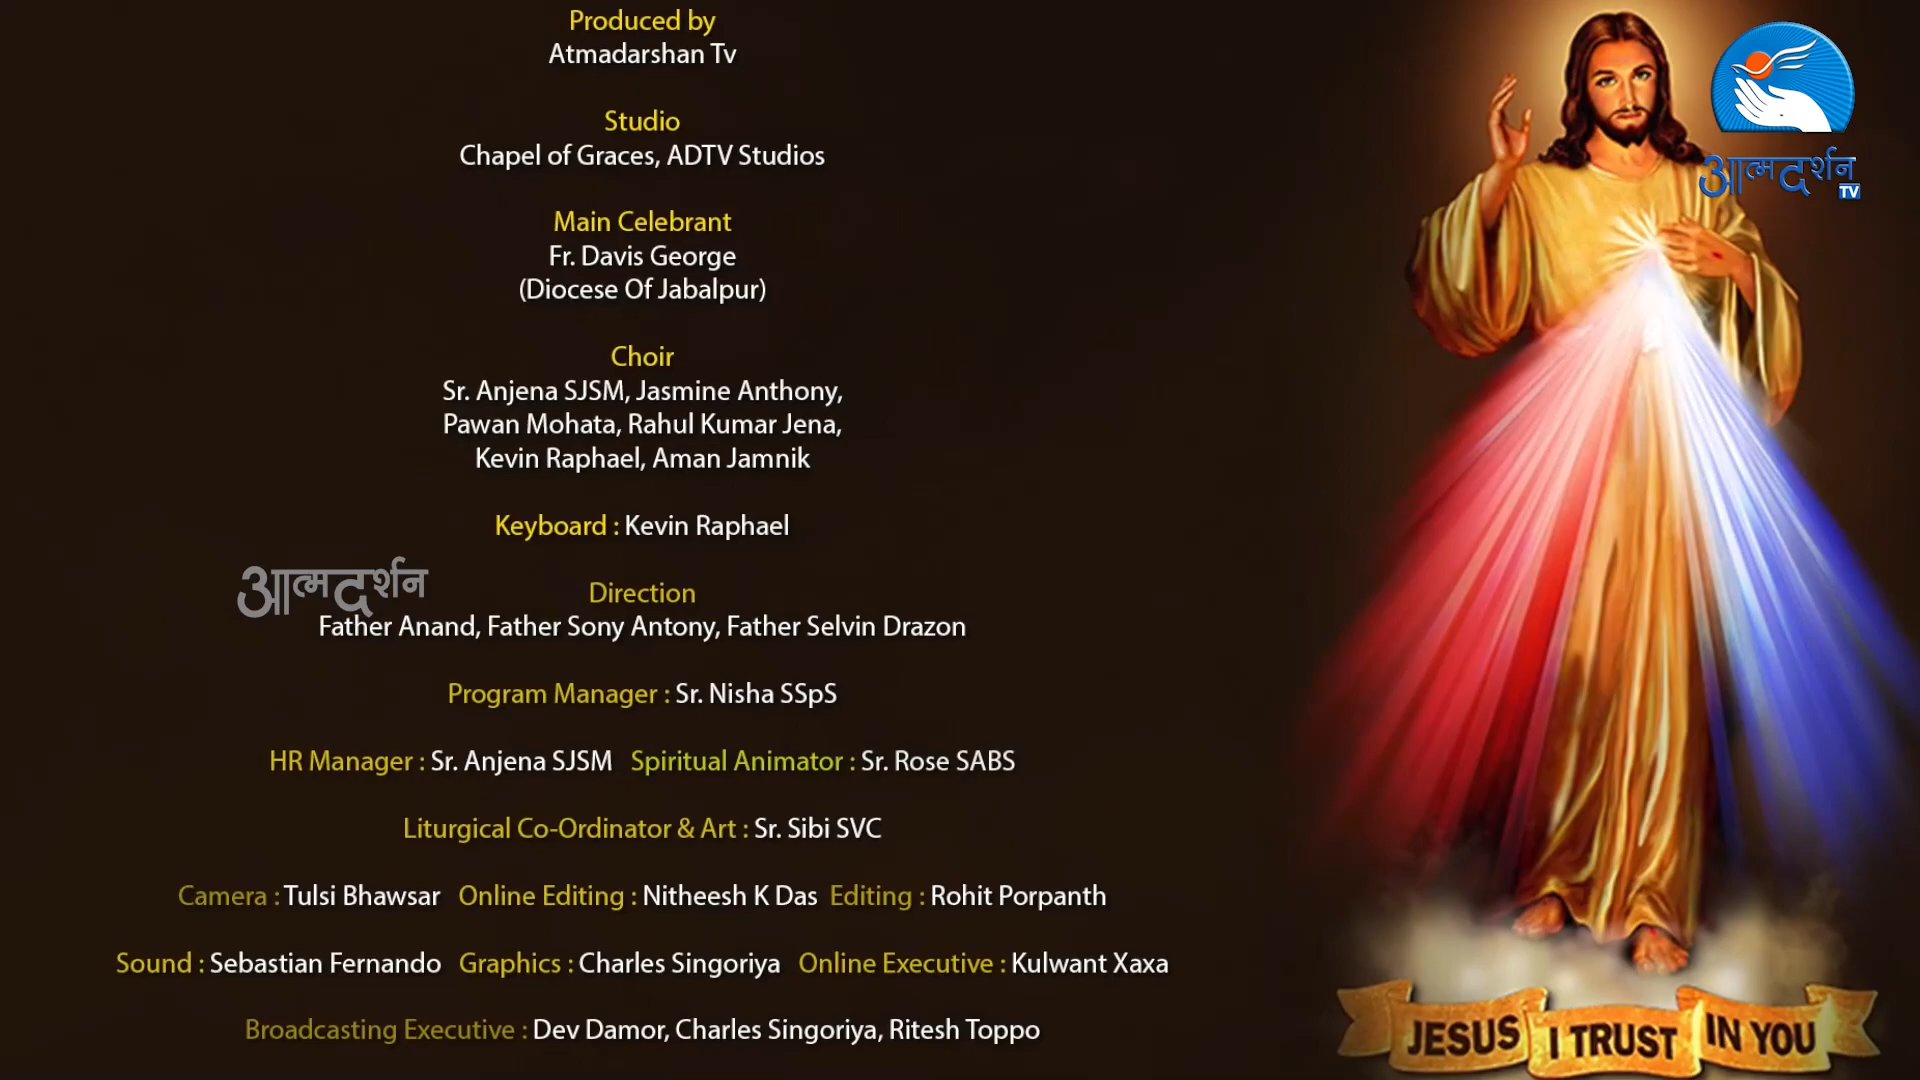 Produced by
Atmadarshan Tv
Studio
Chapel of Graces, ADTV Studios
Main Celebrant
Fr. Davis George
(Diocese Of Jabalpur)
Choir
Sr. Anjena SJSM, Jasmine Anthony,
Pawan Mohata, Rahul Kumar Jena,
Kevin Raphael, Aman Jamnik
Keyboard : Kevin Raphael
आत्मदर्शन
Direction
Father Anand, Father Sony Antony, Father Selvin Drazon
Program Manager : Sr. Nisha SSpS
HR Manager : Sr. Anjena SJSM Spiritual Animator : Sr. Rose SABS
Liturgical Co-Ordinator & Art : Sr. Sibi SVC
Camera : Tulsi Bhawsar Online Editing : Nitheesh K Das Editing : Rohit Porpanth
Sound : Sebastian Fernando Graphics : Charles Singoriya Online Executive : Kulwant Xaxa
Broadcasting Executive : Dev Damor, Charles Singoriya, Ritesh Toppo
आत्मदर्शन
TV
JESUS I TRUST IN YOU